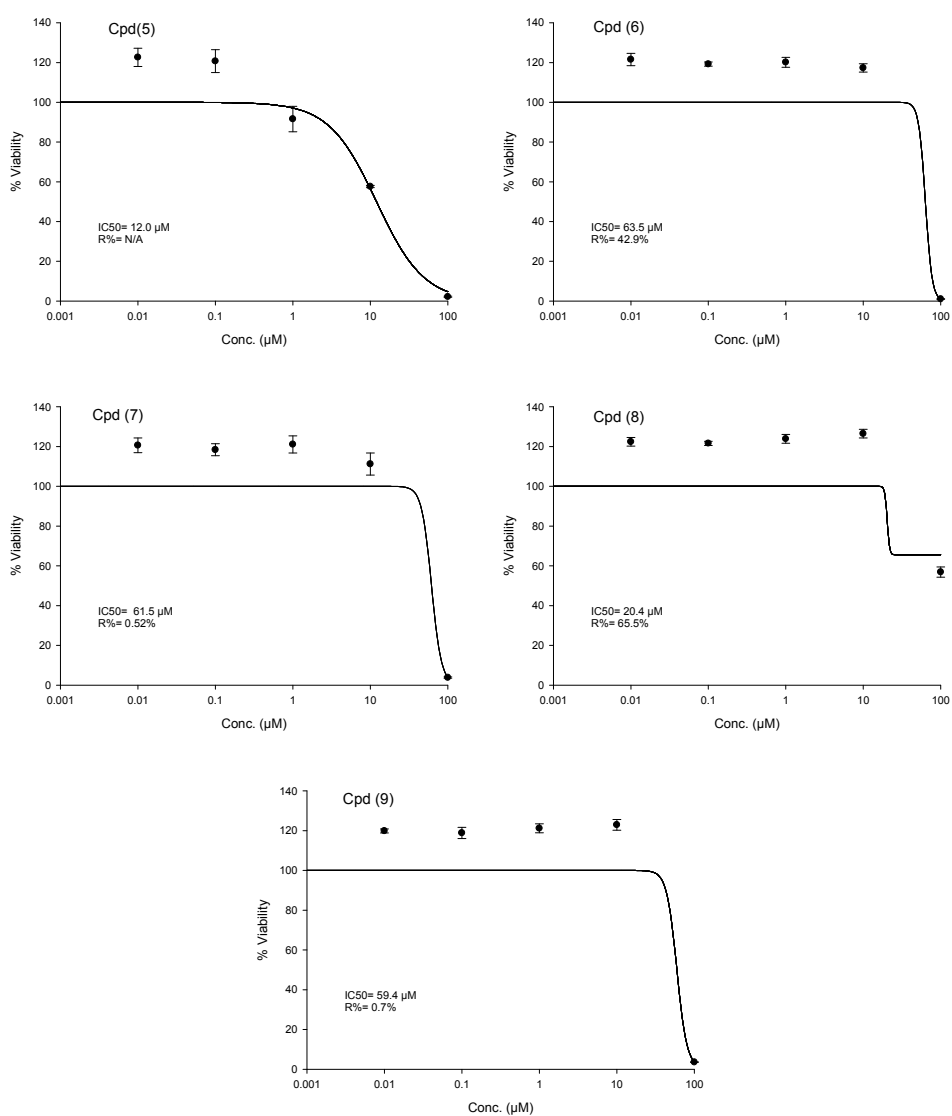 Cpd(5)
% Viability
140
120
100
80
60
40
20
0
IC50= 12.0 µM
R%= N/A
0.001 0.01 0.1 1 10 100
Conc. (µM)
Cpd (6)
% Viability
140
120
100
80
60
40
20
0
IC50= 63.5 µM
R%= 42.9%
0.001 0.01 0.1 1 10 100
Conc. (µM)
Cpd (7)
% Viability
140
120
100
80
60
40
20
0
IC50= 61.5 µM
R%= 0.52%
0.001 0.01 0.1 1 10 100
Conc. (µM)
Cpd (8)
% Viability
140
120
100
80
60
40
20
0
IC50= 20.4 µM
R%= 65.5%
0.001 0.01 0.1 1 10 100
Conc. (µM)
Cpd (9)
% Viability
140
120
100
80
60
40
20
0
IC50= 59.4 µM
R%= 0.7%
0.001 0.01 0.1 1 10 100
Conc. (µM)